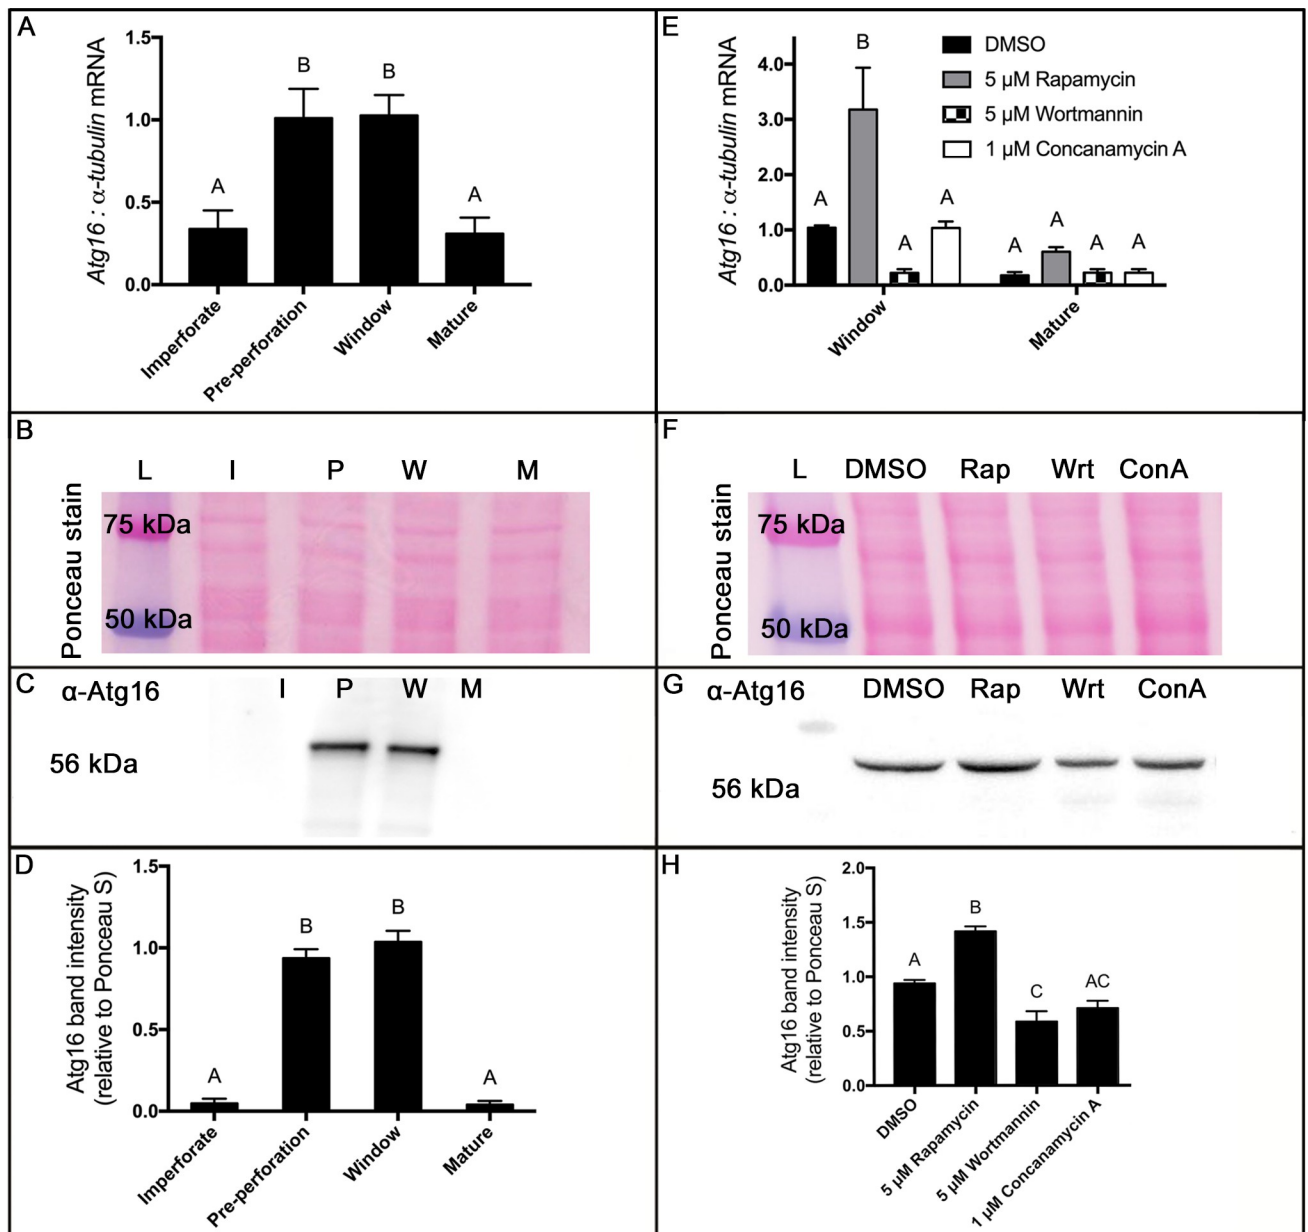 A
Atg16 : α-tubulin mRNA
1.5
1.0
0.5
0.0
A
B
B
A
Imperforate
Pre-perforation
Window
Mature
E
Atg16 : α-tubulin mRNA
4.0
3.0
2.0
1.0
0.0
A
B
A
A
A
A
A
A
DMSO
5 µM Rapamycin
5 µM Wortmannin
1 µM Concanamycin A
Window
Mature
B
Ponceau stain
L I P W M
75 kDa
50 kDa
F
Ponceau stain
L DMSO Rap Wrt ConA
75 kDa
50 kDa
C
α-Atg16 I P W M
56 kDa
G
α-Atg16 DMSO Rap Wrt ConA
56 kDa
D
Atg16 band intensity
(relative to Ponceau S)
1.5
1.0
0.5
0.0
A
B
B
A
Imperforate
Pre-perforation
Window
Mature
H
Atg16 band intensity
(relative to Ponceau S)
2.0
1.5
1.0
0.5
0.0
A
B
C
AC
DMSO
5 µM Rapamycin
5 µM Wortmannin
1 µM Concanamycin A